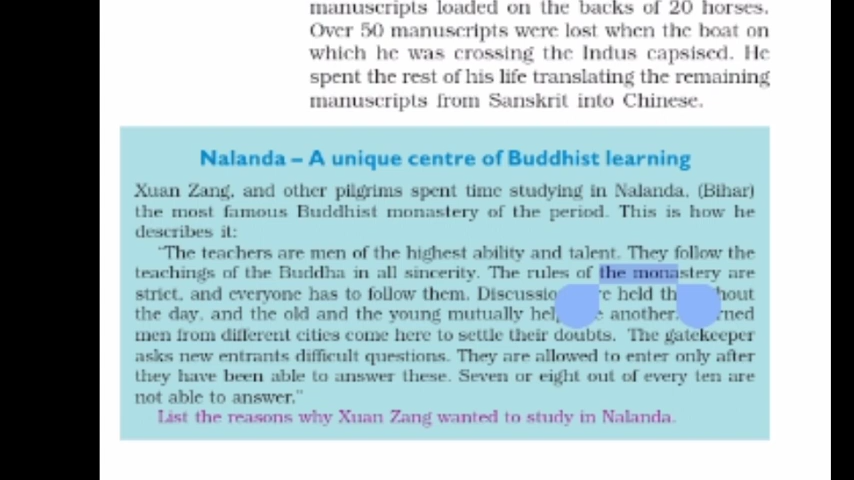 manuscripts loaded on the backs of 20 horses.
Over 50 manuscripts were lost when the boat on
which he was crossing the Indus capsised. He
spent the rest of his life translating the remaining
manuscripts from Sanskrit into Chinese.
Nalanda – A unique centre of Buddhist learning
Xuan Zang, and other pilgrims spent time studying in Nalanda, (Bihar)
the most famous Buddhist monastery of the period. This is how he
describes it:
"The teachers are men of the highest ability and talent. They follow the
teachings of the Buddha in all sincerity. The rules of the monastery are
strict, and everyone has to follow them. held
the day, and the old and the young mutually another.
men from different cities come here to settle their doubts. The gatekeeper
asks new entrants difficult questions. They are allowed to enter only after
they have been able to answer these. Seven or eight out of every ten are
not able to answer."
List the reasons why Xuan Zang wanted to study in Nalanda.